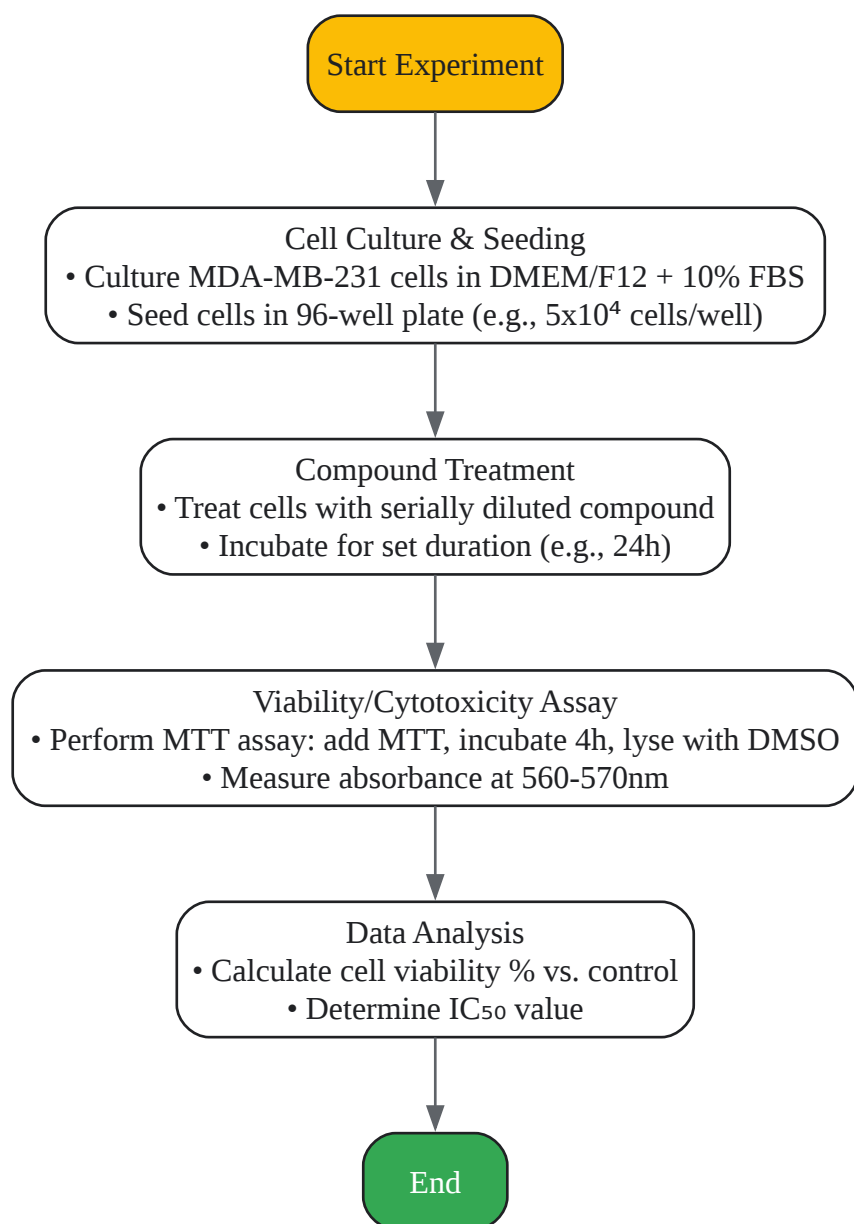 Start Experiment
Cell Culture & Seeding
• Culture MDA-MB-231 cells in DMEM/F12 + 10% FBS
• Seed cells in 96-well plate (e.g., 5x10⁴ cells/well)
Compound Treatment
• Treat cells with serially diluted compound
• Incubate for set duration (e.g., 24h)
Viability/Cytotoxicity Assay
• Perform MTT assay: add MTT, incubate 4h, lyse with DMSO
• Measure absorbance at 560-570nm
Data Analysis
• Calculate cell viability % vs. control
• Determine IC₅₀ value
End